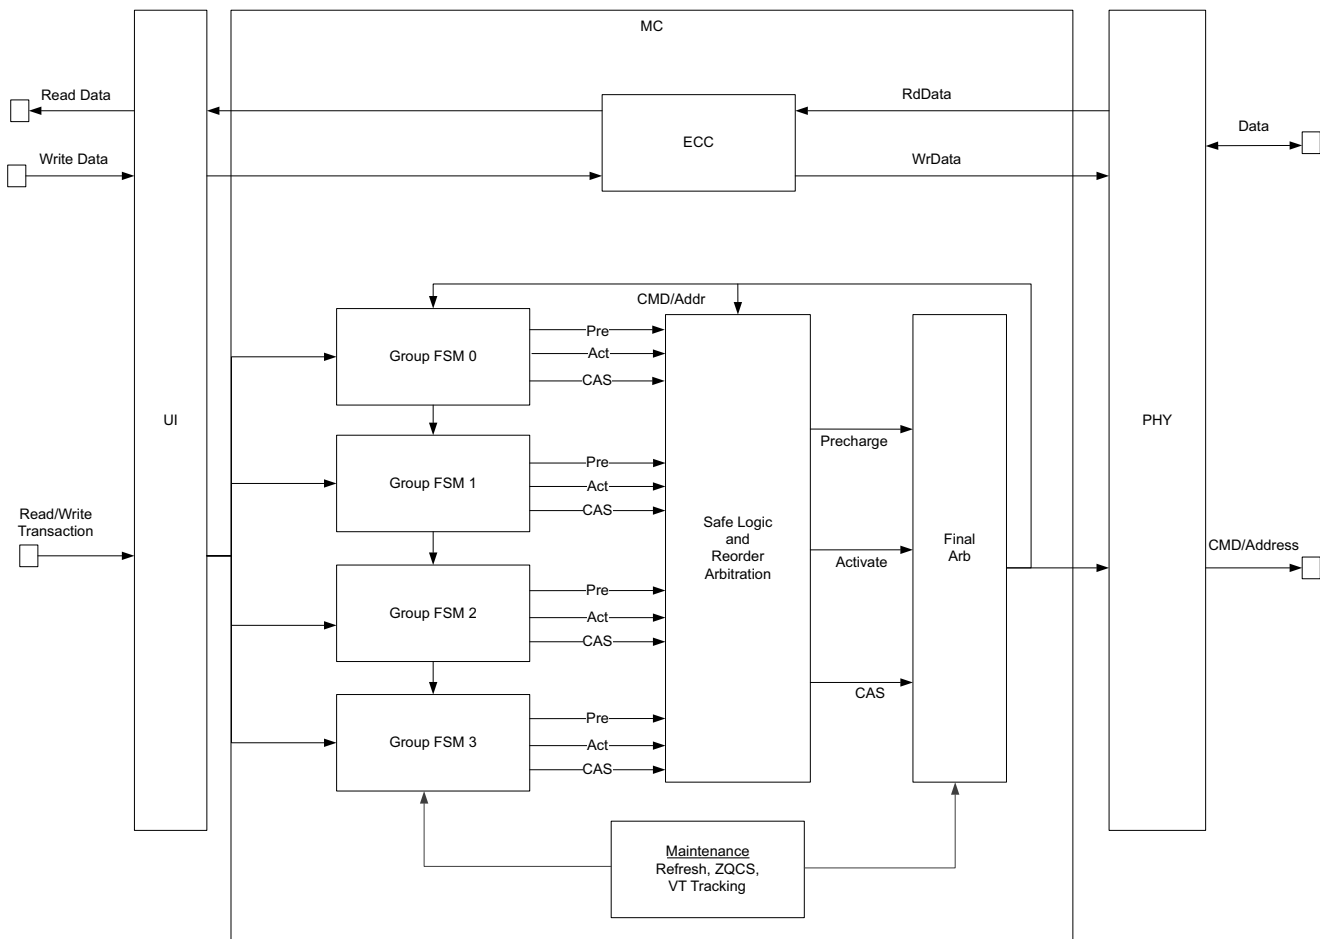 MC
Read Data
RdData
Data
ECC
Write Data
WrData
CMD/Addr
Pre
Group FSM 0
Act
CAS
UI
PHY
Precharge
Pre
Group FSM 1
Act
CAS
Read/Write
Transaction
Safe Logic
and
Reorder
Arbitration
Final
Arb
CMD/Address
Activate
Pre
Group FSM 2
Act
CAS
CAS
Pre
Group FSM 3
Act
CAS
Maintenance
Refresh, ZQCS,
VT Tracking